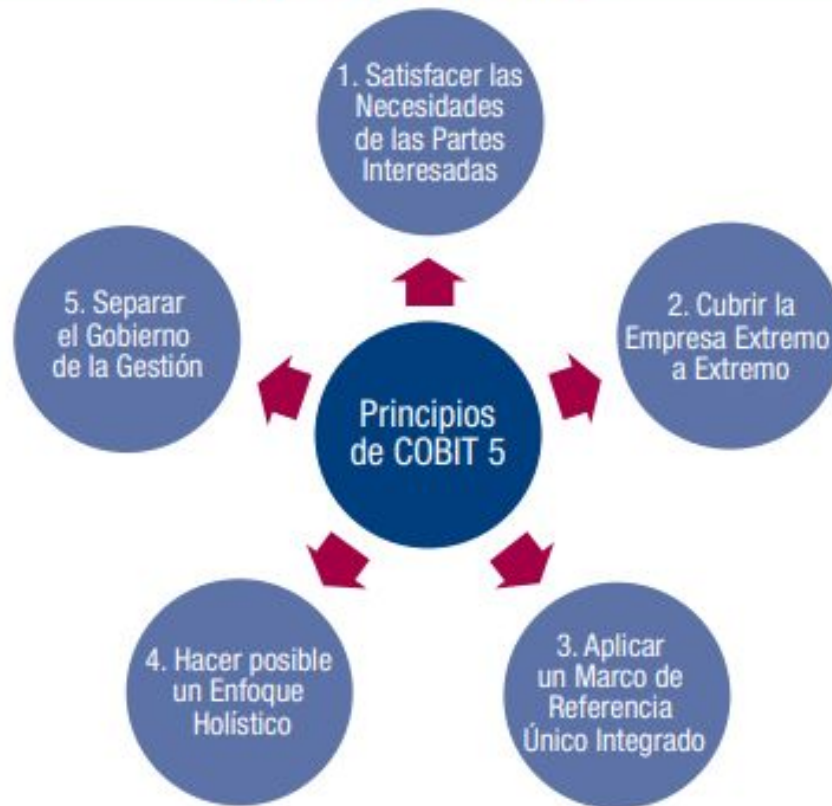 1. Satisfacer las
Necesidades
de las Partes
Interesadas
2. Cubrir la
Empresa Extremo
a Extremo
3. Aplicar
un Marco de
Referencia
Único Integrado
4. Hacer posible
un Enfoque
Holístico
5. Separar
el Gobierno
de la Gestión
Principios
de COBIT 5